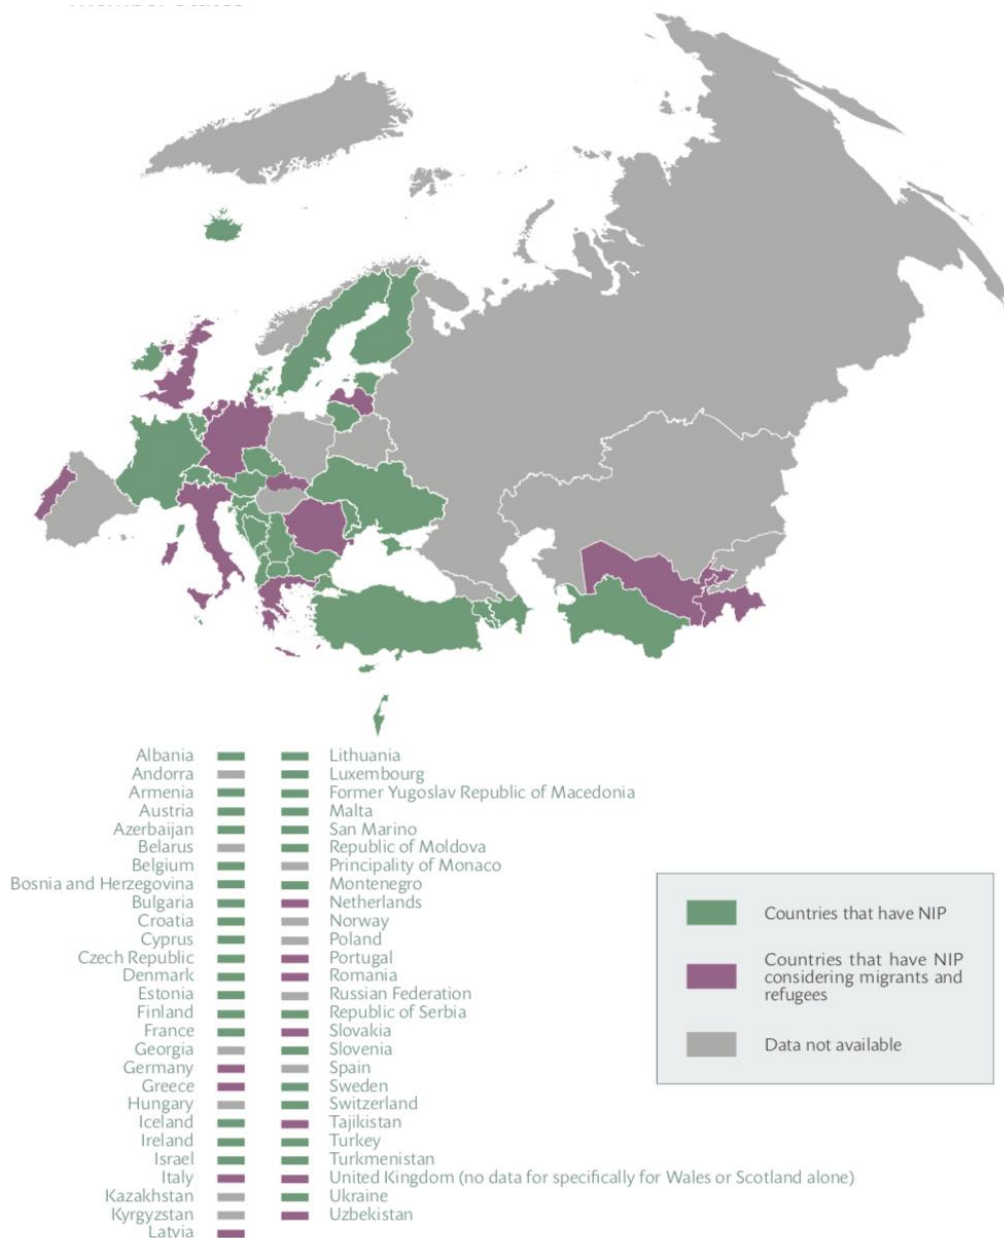 Albania
Lithuania
Andorra
Luxembourg
Armenia
Former Yugoslav Republic of Macedonia
Austria
Malta
Azerbaijan
San Marino
Belarus
Republic of Moldova
Belgium
Principality of Monaco
Bosnia and Herzegovina
Montenegro
Bulgaria
Netherlands
Croatia
Norway
Cyprus
Poland
Czech Republic
Portugal
Denmark
Romania
Estonia
Russian Federation
Finland
Republic of Serbia
France
Slovakia
Georgia
Slovenia
Germany
Spain
Greece
Sweden
Hungary
Switzerland
Iceland
Tajikistan
Ireland
Turkey
Israel
Turkmenistan
Italy
United Kingdom (no data for specifically for Wales or Scotland alone)
Kazakhstan
Ukraine
Kyrgyzstan
Uzbekistan
Latvia
Countries that have NIP
Countries that have NIP
considering migrants and
refugees
Data not available